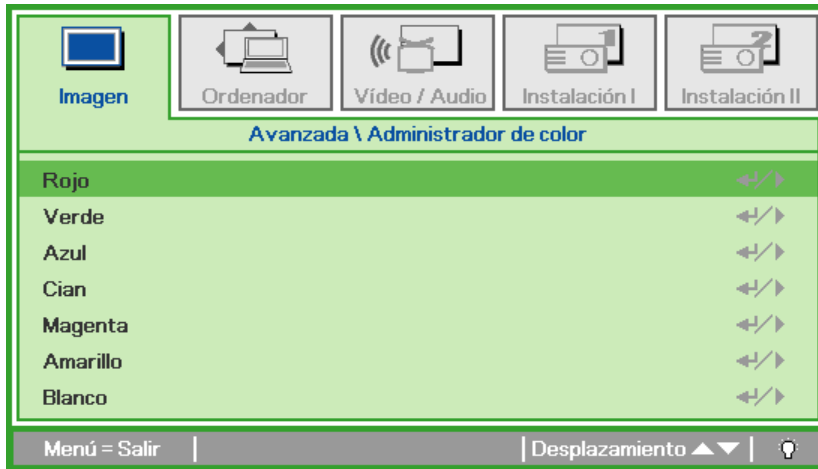 Imagen
Ordenador
Vídeo / Audio
Instalación I
Instalación II
Avanzada \ Administrador de color
Rojo
Verde
Azul
Cian
Magenta
Amarillo
Blanco
Menú = Salir
Desplazamiento ▲▼